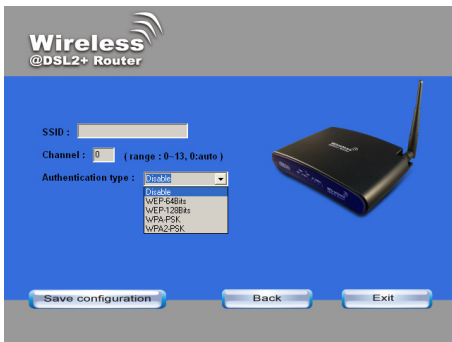 Wireless
@DSL2+ Router
SSID :
Channel : 0 ( range : 0~13, 0:auto )
Authentication type : Disable
Disable
WEP-64Bits
WEP-128Bits
WPA-PSK
WPA2-PSK
Save configuration Back Exit